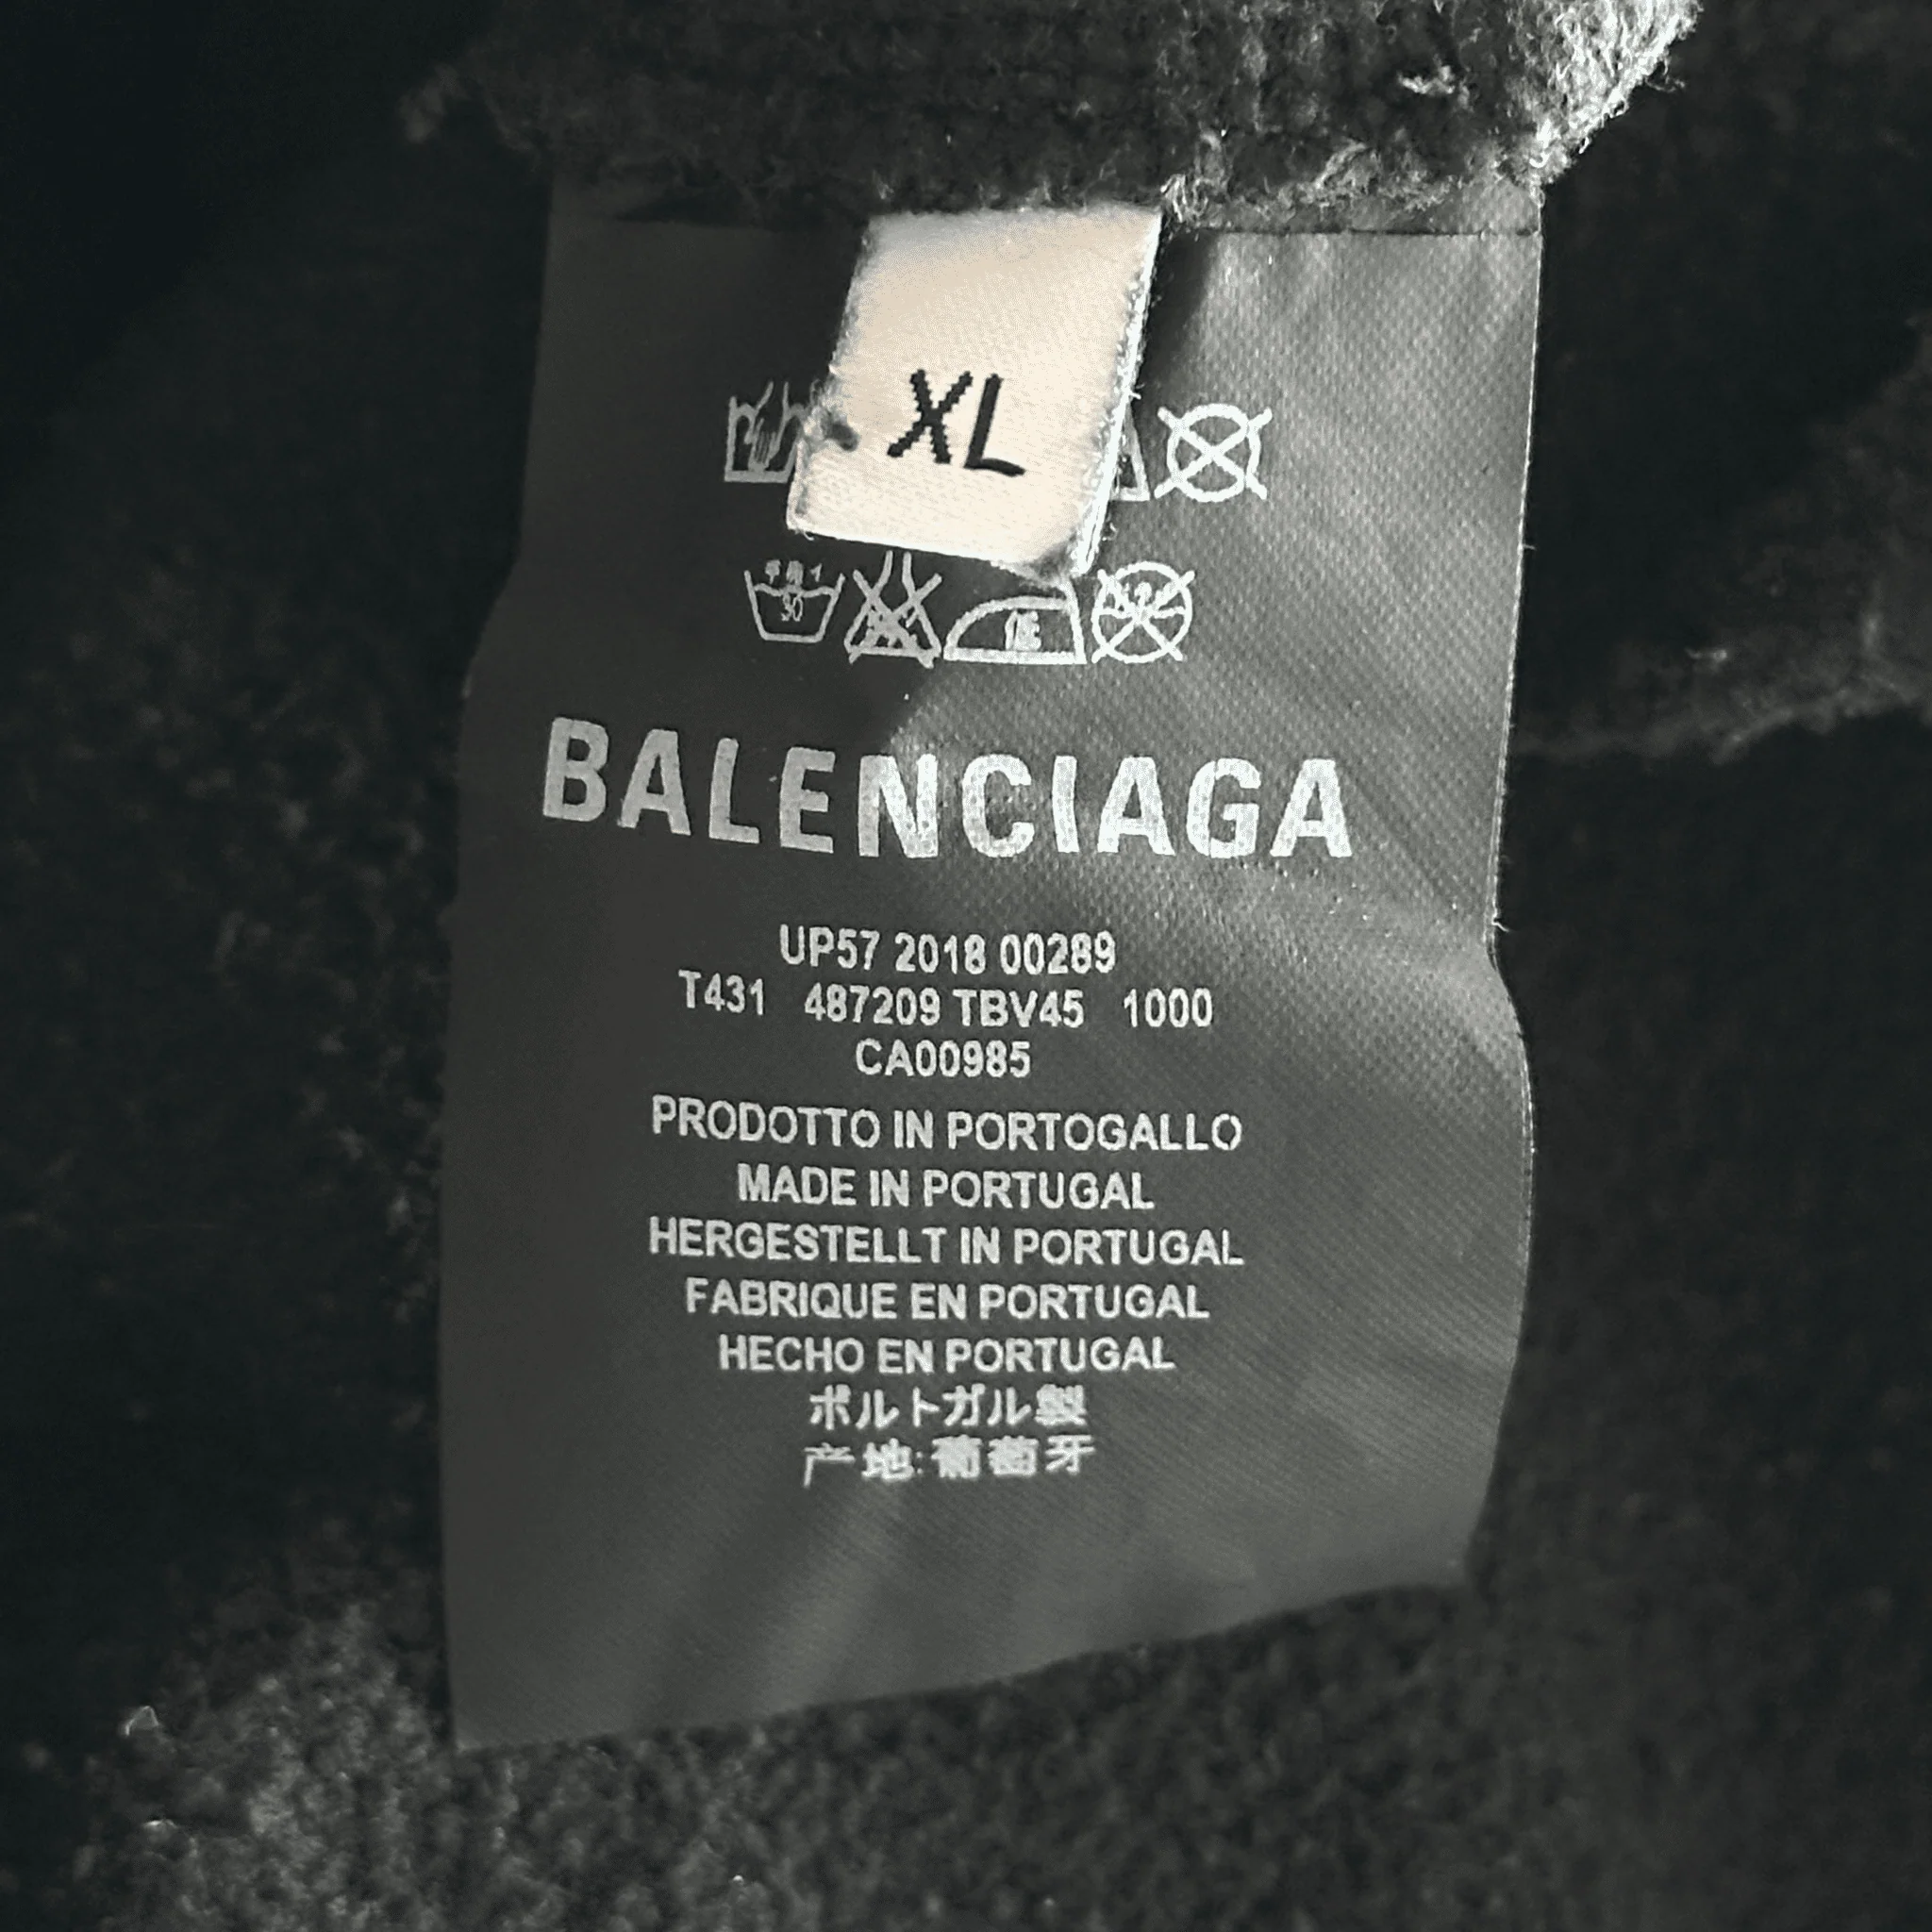 XL
BALENCIAGA
UP57 2018 00289
T431 487209 TBV45 1000
CA00985
PRODOTTO IN PORTOGALLO
MADE IN PORTUGAL
HERGESTELLT IN PORTUGAL
FABRIQUE EN PORTUGAL
HECHO EN PORTUGAL
ポルトガル製
产地:葡萄牙